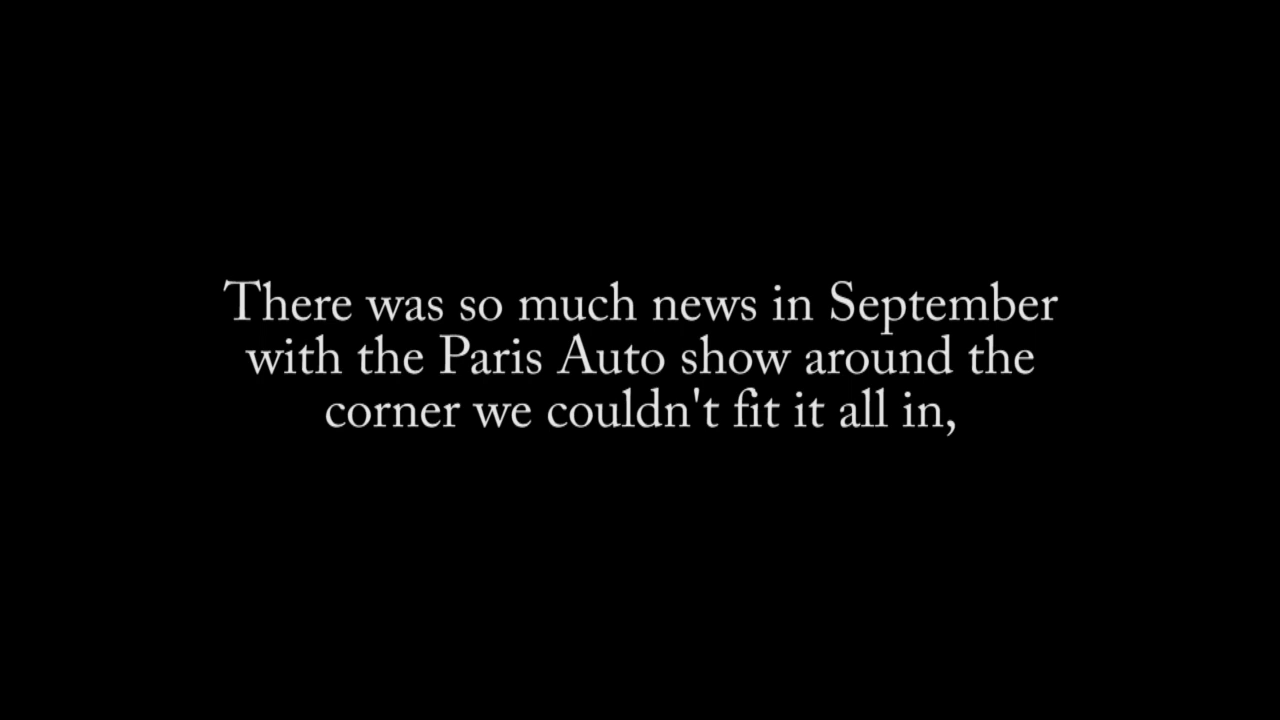 There was so much news in September
with the Paris Auto show around the
corner we couldn't fit it all in,